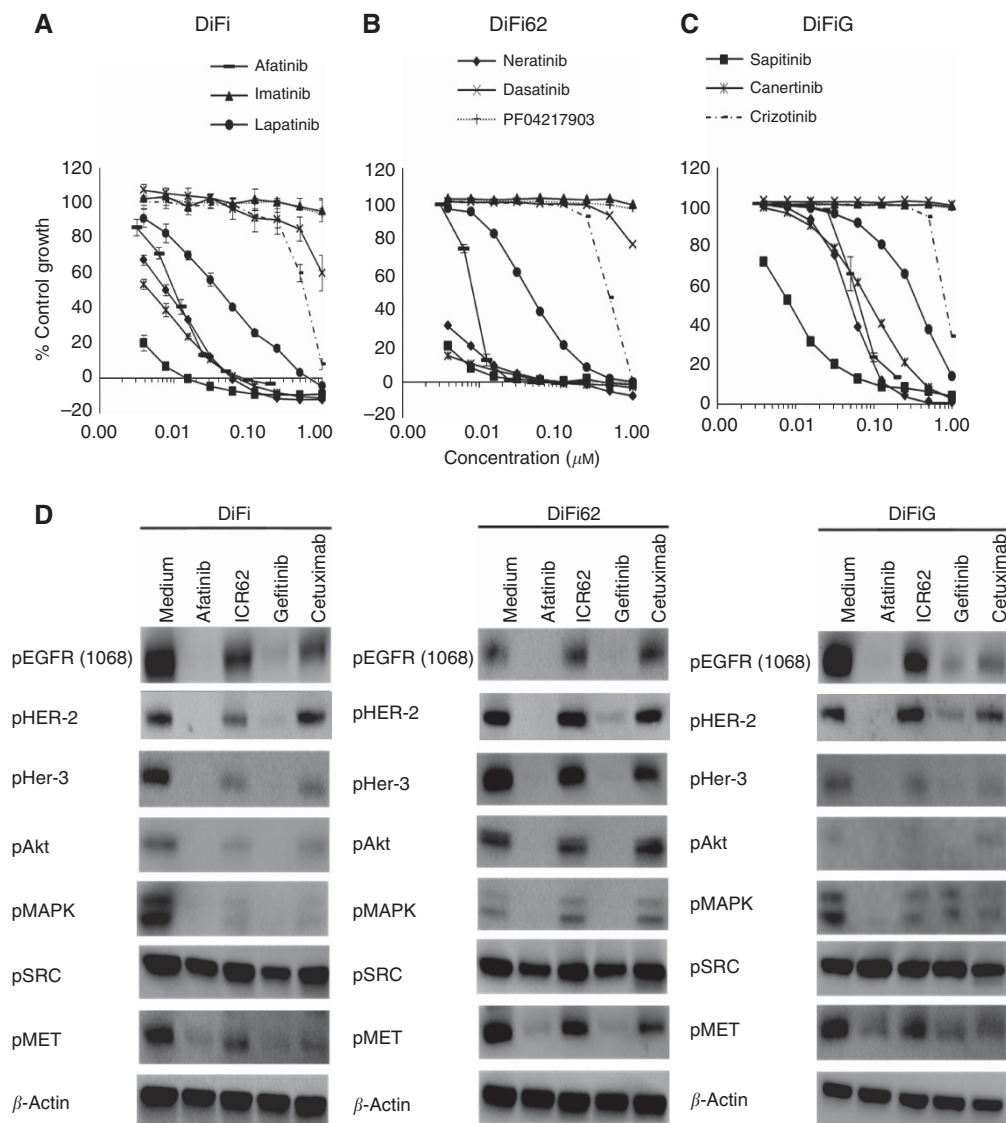 A DiFi
Afatinib
Imatinib
Lapatinib
B DiFi62
Neratinib
Dasatinib
PF04217903
C DiFiG
Sapitinib
Canertinib
Crizotinib
% Control growth
120
100
80
60
40
20
0
–20
0.00 0.01 0.10 1.00
120
100
80
60
40
20
0
–20
0.00 0.01 0.10 1.00
120
100
80
60
40
20
0
0.00 0.01 0.10 1.00
Concentration (μM)
D
DiFi
Medium
Afatinib
ICR62
Gefitinib
Cetuximab
pEGFR (1068)
pHER-2
pHer-3
pAkt
pMAPK
pSRC
pMET
β-Actin
DiFi62
Medium
Afatinib
ICR62
Gefitinib
Cetuximab
pEGFR (1068)
pHER-2
pHer-3
pAkt
pMAPK
pSRC
pMET
β-Actin
DiFiG
Medium
Afatinib
ICR62
Gefitinib
Cetuximab
pEGFR (1068)
pHER-2
pHer-3
pAkt
pMAPK
pSRC
pMET
β-Actin